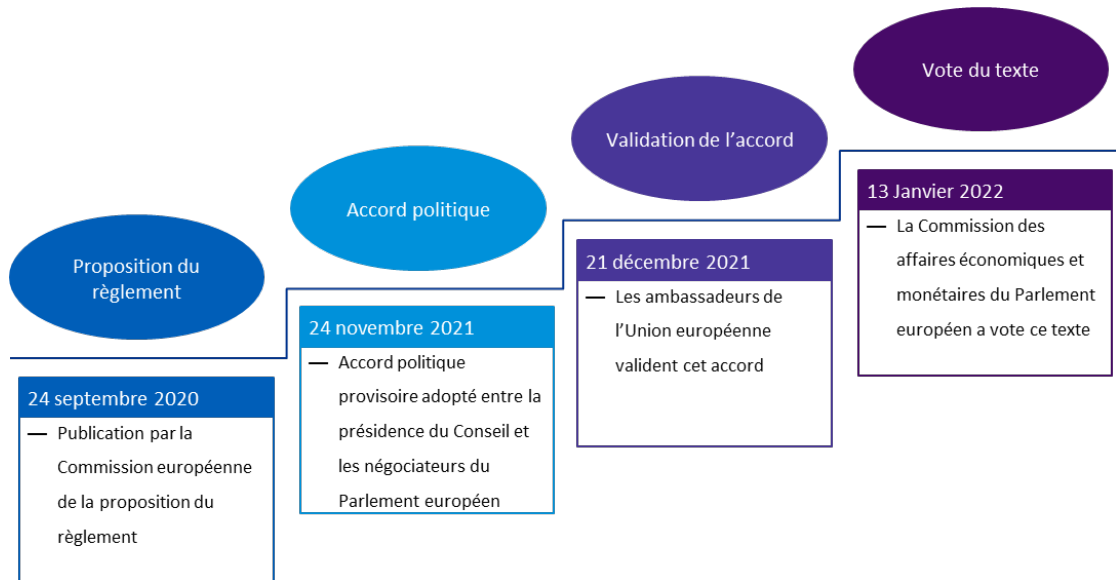 Proposition du
règlement
24 septembre 2020
— Publication par la
Commission européenne
de la proposition du
règlement
Accord politique
24 novembre 2021
— Accord politique
provisoire adopté entre la
présidence du Conseil et
les négociateurs du
Parlement européen
Validation de l’accord
21 décembre 2021
— Les ambassadeurs de
l’Union européenne
valident cet accord
Vote du texte
13 Janvier 2022
— La Commission des
affaires économiques et
monétaires du Parlement
européen a vote ce texte